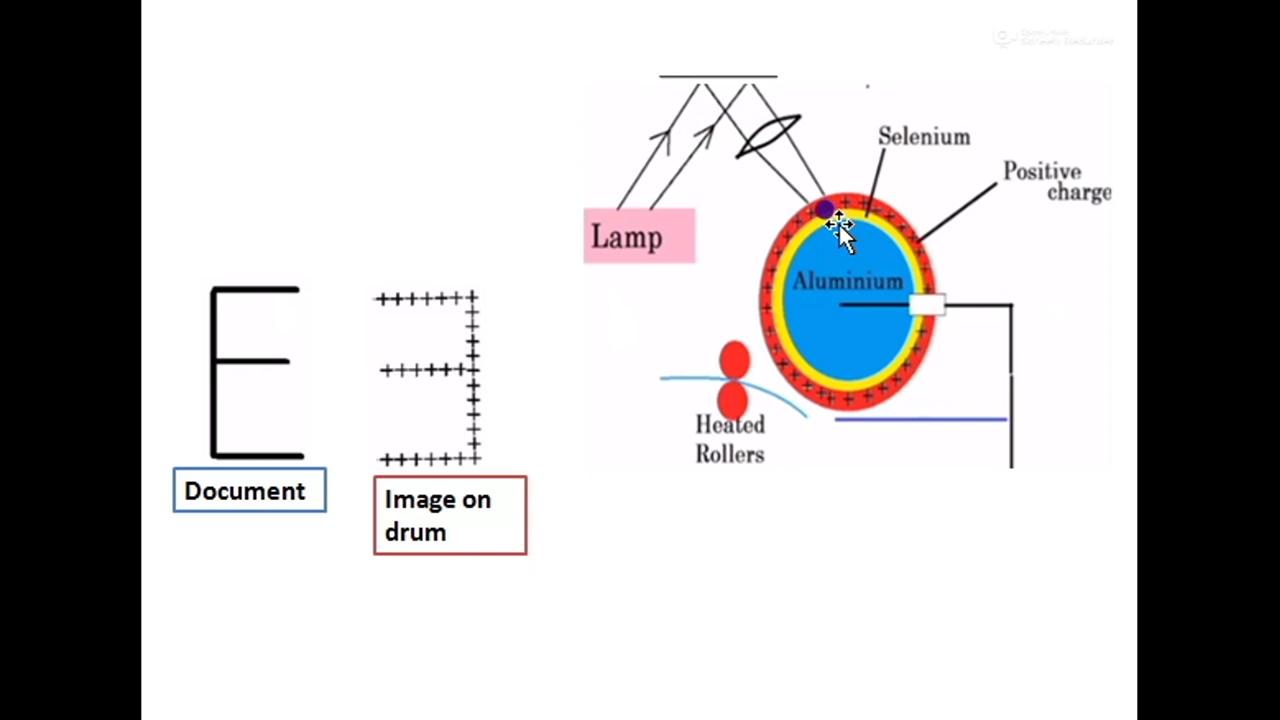 Selenium
Positive
charge
Lamp
Aluminium
Heated
Rollers
Document
Image on
drum